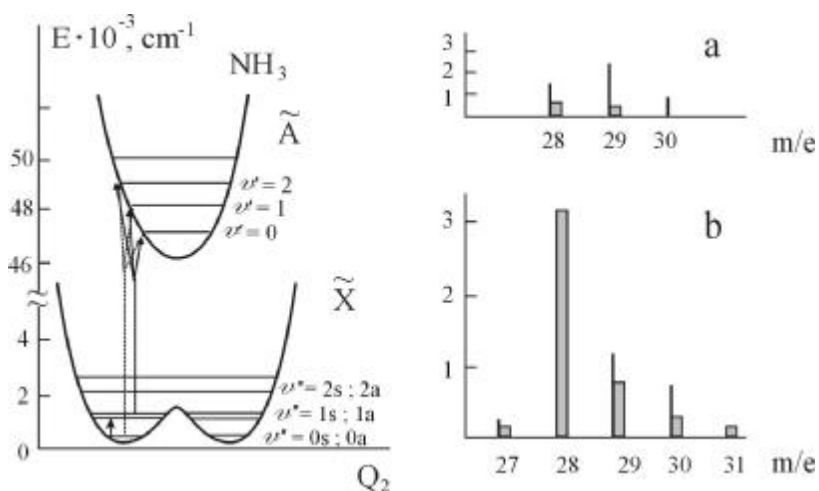 E·10⁻³, cm⁻¹
NH₃
Ã
50
𝓋' = 2
48
𝓋' = 1
𝓋' = 0
46
X̃
4
2
𝓋" = 2s ; 2a
𝓋" = 1s ; 1a
0
𝓋" = 0s ; 0a
Q₂
a
3
2
1
28 29 30 m/e
b
3
2
1
27 28 29 30 31 m/e